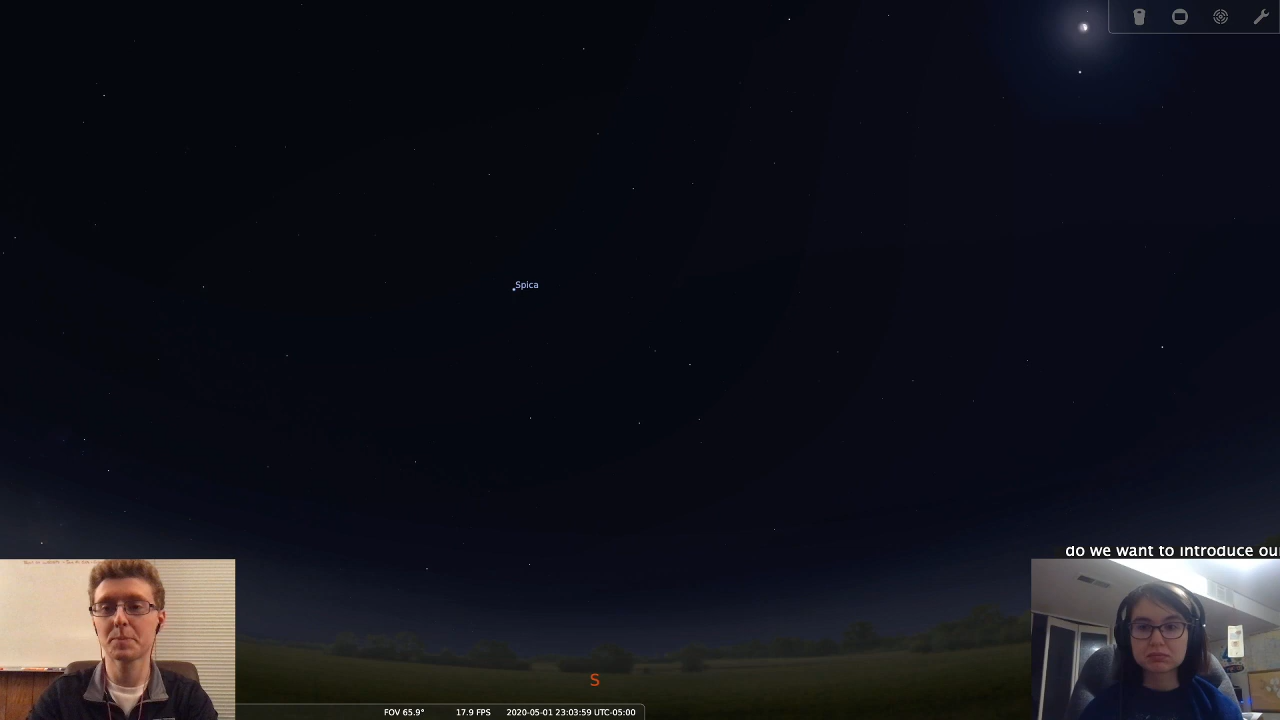 Spica
do we want to introduce ou
S
FOV 65.9°
17.9 FPS
2020-05-01 23:03:59 UTC-05:00